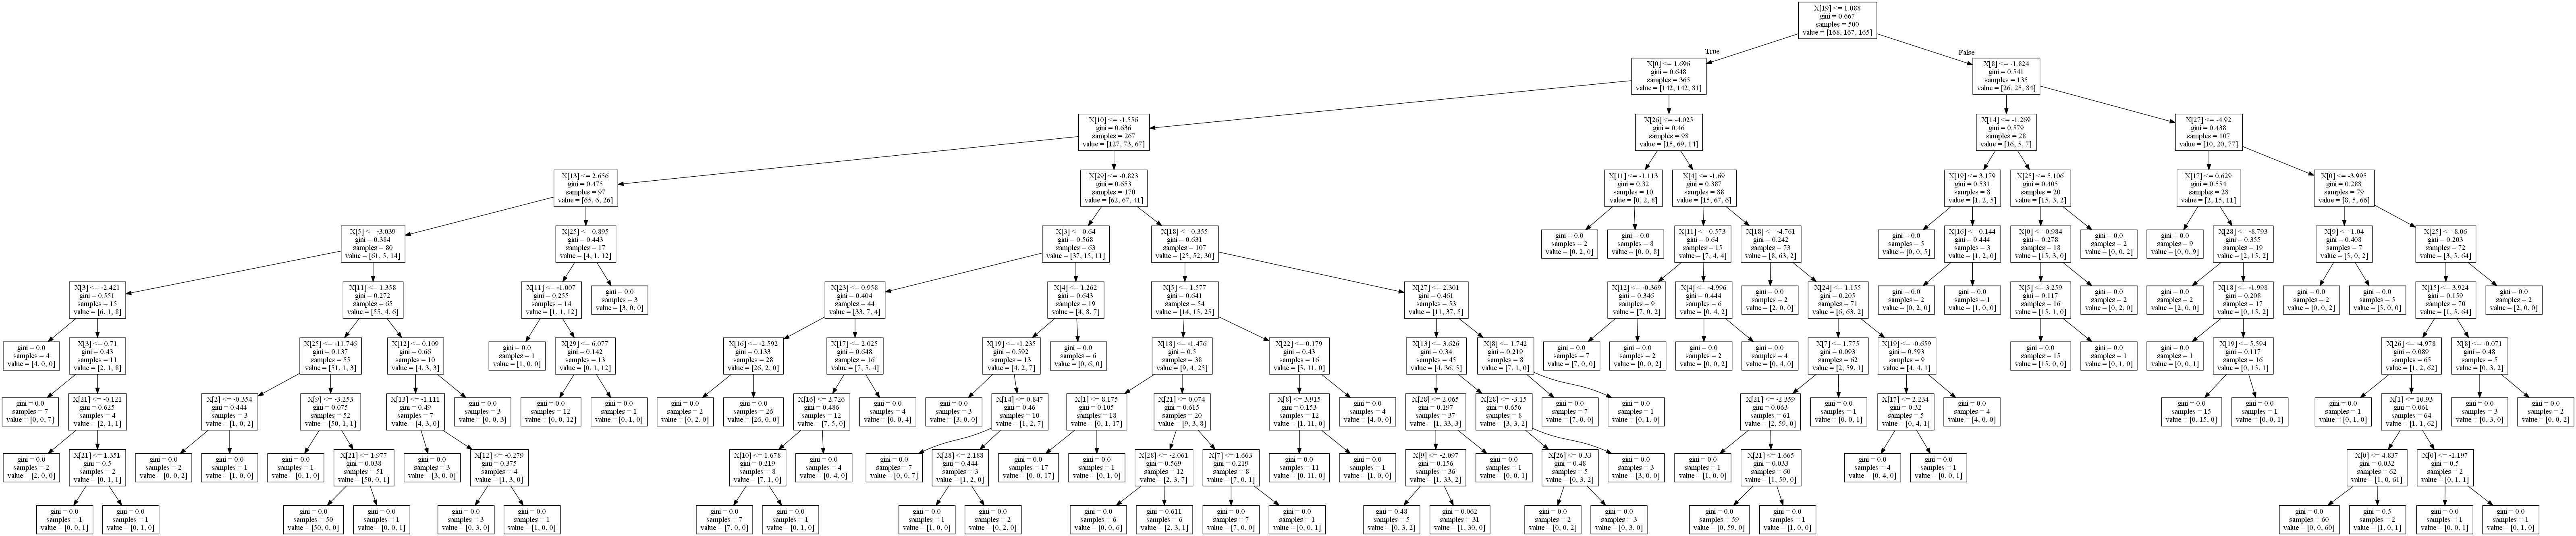 X[19] <= 1.088
gini = 0.667
samples = 500
value = [168, 167, 165]
True
False
X[0] <= 1.696
gini = 0.648
samples = 365
value = [142, 142, 81]
X[8] <= -1.824
gini = 0.541
samples = 135
value = [26, 25, 84]
X[10] <= -1.556
gini = 0.636
samples = 267
value = [127, 73, 67]
X[26] <= -4.025
gini = 0.46
samples = 98
value = [15, 69, 14]
X[14] <= -1.269
gini = 0.579
samples = 28
value = [16, 5, 7]
X[27] <= -4.92
gini = 0.438
samples = 107
value = [10, 20, 77]
X[13] <= 2.656
gini = 0.475
samples = 97
value = [65, 6, 26]
X[29] <= -0.823
gini = 0.653
samples = 170
value = [62, 67, 41]
X[11] <= -1.113
gini = 0.32
samples = 10
value = [0, 2, 8]
X[4] <= -1.69
gini = 0.387
samples = 88
value = [15, 67, 6]
X[19] <= 3.179
gini = 0.531
samples = 8
value = [1, 2, 5]
X[25] <= 5.106
gini = 0.405
samples = 20
value = [15, 3, 2]
X[17] <= 0.629
gini = 0.554
samples = 28
value = [2, 15, 11]
X[0] <= -3.995
gini = 0.288
samples = 79
value = [8, 5, 66]
X[5] <= -3.039
gini = 0.384
samples = 80
value = [61, 5, 14]
X[25] <= 0.895
gini = 0.443
samples = 17
value = [4, 1, 12]
X[3] <= 0.64
gini = 0.568
samples = 63
value = [37, 15, 11]
X[18] <= 0.355
gini = 0.631
samples = 107
value = [25, 52, 30]
gini = 0.0
samples = 2
value = [0, 2, 0]
gini = 0.0
samples = 8
value = [0, 0, 8]
X[11] <= 0.573
gini = 0.64
samples = 15
value = [7, 4, 4]
X[18] <= -4.761
gini = 0.242
samples = 73
value = [8, 63, 2]
gini = 0.0
samples = 5
value = [0, 0, 5]
X[16] <= 0.144
gini = 0.444
samples = 3
value = [1, 2, 0]
X[0] <= 0.984
gini = 0.278
samples = 18
value = [15, 3, 0]
gini = 0.0
samples = 2
value = [0, 0, 2]
gini = 0.0
samples = 9
value = [0, 0, 9]
X[28] <= -8.793
gini = 0.355
samples = 19
value = [2, 15, 2]
X[9] <= 1.04
gini = 0.408
samples = 7
value = [5, 0, 2]
X[25] <= 8.06
gini = 0.203
samples = 72
value = [3, 5, 64]
X[3] <= -2.421
gini = 0.551
samples = 15
value = [6, 1, 8]
X[11] <= 1.358
gini = 0.272
samples = 65
value = [55, 4, 6]
X[11] <= -1.007
gini = 0.255
samples = 14
value = [1, 1, 12]
gini = 0.0
samples = 3
value = [3, 0, 0]
X[23] <= 0.958
gini = 0.404
samples = 44
value = [33, 7, 4]
X[4] <= 1.262
gini = 0.643
samples = 19
value = [4, 8, 7]
X[5] <= 1.577
gini = 0.641
samples = 54
value = [14, 15, 25]
X[27] <= 2.301
gini = 0.461
samples = 53
value = [11, 37, 5]
X[12] <= -0.369
gini = 0.346
samples = 9
value = [7, 0, 2]
X[4] <= -4.996
gini = 0.444
samples = 6
value = [0, 4, 2]
gini = 0.0
samples = 2
value = [2, 0, 0]
X[24] <= 1.155
gini = 0.205
samples = 71
value = [6, 63, 2]
gini = 0.0
samples = 2
value = [0, 2, 0]
gini = 0.0
samples = 1
value = [1, 0, 0]
X[5] <= 3.259
gini = 0.117
samples = 16
value = [15, 1, 0]
gini = 0.0
samples = 2
value = [0, 2, 0]
gini = 0.0
samples = 2
value = [2, 0, 0]
X[18] <= -1.998
gini = 0.208
samples = 17
value = [0, 15, 2]
gini = 0.0
samples = 2
value = [0, 0, 2]
gini = 0.0
samples = 5
value = [5, 0, 0]
X[15] <= 3.924
gini = 0.159
samples = 70
value = [1, 5, 64]
gini = 0.0
samples = 2
value = [2, 0, 0]
gini = 0.0
samples = 4
value = [4, 0, 0]
X[3] <= 0.71
gini = 0.43
samples = 11
value = [2, 1, 8]
X[25] <= -11.746
gini = 0.137
samples = 55
value = [51, 1, 3]
X[12] <= 0.109
gini = 0.66
samples = 10
value = [4, 3, 3]
gini = 0.0
samples = 1
value = [1, 0, 0]
X[29] <= 6.077
gini = 0.142
samples = 13
value = [0, 1, 12]
X[16] <= -2.592
gini = 0.133
samples = 28
value = [26, 2, 0]
X[17] <= 2.025
gini = 0.648
samples = 16
value = [7, 5, 4]
X[19] <= -1.235
gini = 0.592
samples = 13
value = [4, 2, 7]
gini = 0.0
samples = 6
value = [0, 6, 0]
X[18] <= -1.476
gini = 0.5
samples = 38
value = [9, 4, 25]
X[22] <= 0.179
gini = 0.43
samples = 16
value = [5, 11, 0]
X[13] <= 3.626
gini = 0.34
samples = 45
value = [4, 36, 5]
X[8] <= 1.742
gini = 0.219
samples = 8
value = [7, 1, 0]
gini = 0.0
samples = 7
value = [7, 0, 0]
gini = 0.0
samples = 2
value = [0, 0, 2]
gini = 0.0
samples = 2
value = [0, 0, 2]
gini = 0.0
samples = 4
value = [0, 4, 0]
X[7] <= 1.775
gini = 0.093
samples = 62
value = [2, 59, 1]
X[19] <= -0.659
gini = 0.593
samples = 9
value = [4, 4, 1]
gini = 0.0
samples = 15
value = [15, 0, 0]
gini = 0.0
samples = 1
value = [0, 1, 0]
gini = 0.0
samples = 1
value = [0, 0, 1]
X[19] <= 5.594
gini = 0.117
samples = 16
value = [0, 15, 1]
X[26] <= -4.978
gini = 0.089
samples = 65
value = [1, 2, 62]
X[8] <= -0.071
gini = 0.48
samples = 5
value = [0, 3, 2]
gini = 0.0
samples = 7
value = [0, 0, 7]
X[21] <= -0.121
gini = 0.625
samples = 4
value = [2, 1, 1]
X[2] <= -0.354
gini = 0.444
samples = 3
value = [1, 0, 2]
X[9] <= -3.253
gini = 0.075
samples = 52
value = [50, 1, 1]
X[13] <= -1.111
gini = 0.49
samples = 7
value = [4, 3, 0]
gini = 0.0
samples = 3
value = [0, 0, 3]
gini = 0.0
samples = 12
value = [0, 0, 12]
gini = 0.0
samples = 1
value = [0, 1, 0]
gini = 0.0
samples = 2
value = [0, 2, 0]
gini = 0.0
samples = 26
value = [26, 0, 0]
X[16] <= 2.726
gini = 0.486
samples = 12
value = [7, 5, 0]
gini = 0.0
samples = 4
value = [0, 0, 4]
gini = 0.0
samples = 3
value = [3, 0, 0]
X[14] <= 0.847
gini = 0.46
samples = 10
value = [1, 2, 7]
X[1] <= 8.175
gini = 0.105
samples = 18
value = [0, 1, 17]
X[21] <= 0.074
gini = 0.615
samples = 20
value = [9, 3, 8]
X[8] <= 3.915
gini = 0.153
samples = 12
value = [1, 11, 0]
gini = 0.0
samples = 4
value = [4, 0, 0]
X[28] <= 2.065
gini = 0.197
samples = 37
value = [1, 33, 3]
X[28] <= -3.15
gini = 0.656
samples = 8
value = [3, 3, 2]
gini = 0.0
samples = 7
value = [7, 0, 0]
gini = 0.0
samples = 1
value = [0, 1, 0]
X[21] <= -2.359
gini = 0.063
samples = 61
value = [2, 59, 0]
gini = 0.0
samples = 1
value = [0, 0, 1]
X[17] <= 2.234
gini = 0.32
samples = 5
value = [0, 4, 1]
gini = 0.0
samples = 4
value = [4, 0, 0]
gini = 0.0
samples = 15
value = [0, 15, 0]
gini = 0.0
samples = 1
value = [0, 0, 1]
gini = 0.0
samples = 1
value = [0, 1, 0]
X[1] <= 10.93
gini = 0.061
samples = 64
value = [1, 1, 62]
gini = 0.0
samples = 3
value = [0, 3, 0]
gini = 0.0
samples = 2
value = [0, 0, 2]
gini = 0.0
samples = 2
value = [2, 0, 0]
X[21] <= 1.351
gini = 0.5
samples = 2
value = [0, 1, 1]
gini = 0.0
samples = 2
value = [0, 0, 2]
gini = 0.0
samples = 1
value = [1, 0, 0]
gini = 0.0
samples = 1
value = [0, 1, 0]
X[21] <= 1.977
gini = 0.038
samples = 51
value = [50, 0, 1]
gini = 0.0
samples = 3
value = [3, 0, 0]
X[12] <= -0.279
gini = 0.375
samples = 4
value = [1, 3, 0]
X[10] <= 1.678
gini = 0.219
samples = 8
value = [7, 1, 0]
gini = 0.0
samples = 4
value = [0, 4, 0]
gini = 0.0
samples = 7
value = [0, 0, 7]
X[28] <= 2.188
gini = 0.444
samples = 3
value = [1, 2, 0]
gini = 0.0
samples = 17
value = [0, 0, 17]
gini = 0.0
samples = 1
value = [0, 1, 0]
X[28] <= -2.061
gini = 0.569
samples = 12
value = [2, 3, 7]
X[7] <= 1.663
gini = 0.219
samples = 8
value = [7, 0, 1]
gini = 0.0
samples = 11
value = [0, 11, 0]
gini = 0.0
samples = 1
value = [1, 0, 0]
X[9] <= -2.097
gini = 0.156
samples = 36
value = [1, 33, 2]
gini = 0.0
samples = 1
value = [0, 0, 1]
X[26] <= 0.33
gini = 0.48
samples = 5
value = [0, 3, 2]
gini = 0.0
samples = 3
value = [3, 0, 0]
gini = 0.0
samples = 1
value = [1, 0, 0]
X[21] <= 1.665
gini = 0.033
samples = 60
value = [1, 59, 0]
gini = 0.0
samples = 4
value = [0, 4, 0]
gini = 0.0
samples = 1
value = [0, 0, 1]
X[0] <= 4.837
gini = 0.032
samples = 62
value = [1, 0, 61]
X[0] <= -1.197
gini = 0.5
samples = 2
value = [0, 1, 1]
gini = 0.0
samples = 1
value = [0, 0, 1]
gini = 0.0
samples = 1
value = [0, 1, 0]
gini = 0.0
samples = 50
value = [50, 0, 0]
gini = 0.0
samples = 1
value = [0, 0, 1]
gini = 0.0
samples = 3
value = [0, 3, 0]
gini = 0.0
samples = 1
value = [1, 0, 0]
gini = 0.0
samples = 7
value = [7, 0, 0]
gini = 0.0
samples = 1
value = [0, 1, 0]
gini = 0.0
samples = 1
value = [1, 0, 0]
gini = 0.0
samples = 2
value = [0, 2, 0]
gini = 0.0
samples = 6
value = [0, 0, 6]
gini = 0.611
samples = 6
value = [2, 3, 1]
gini = 0.0
samples = 7
value = [7, 0, 0]
gini = 0.0
samples = 1
value = [0, 0, 1]
gini = 0.48
samples = 5
value = [0, 3, 2]
gini = 0.062
samples = 31
value = [1, 30, 0]
gini = 0.0
samples = 2
value = [0, 0, 2]
gini = 0.0
samples = 3
value = [0, 3, 0]
gini = 0.0
samples = 59
value = [0, 59, 0]
gini = 0.0
samples = 1
value = [1, 0, 0]
gini = 0.0
samples = 60
value = [0, 0, 60]
gini = 0.5
samples = 2
value = [1, 0, 1]
gini = 0.0
samples = 1
value = [0, 0, 1]
gini = 0.0
samples = 1
value = [0, 1, 0]